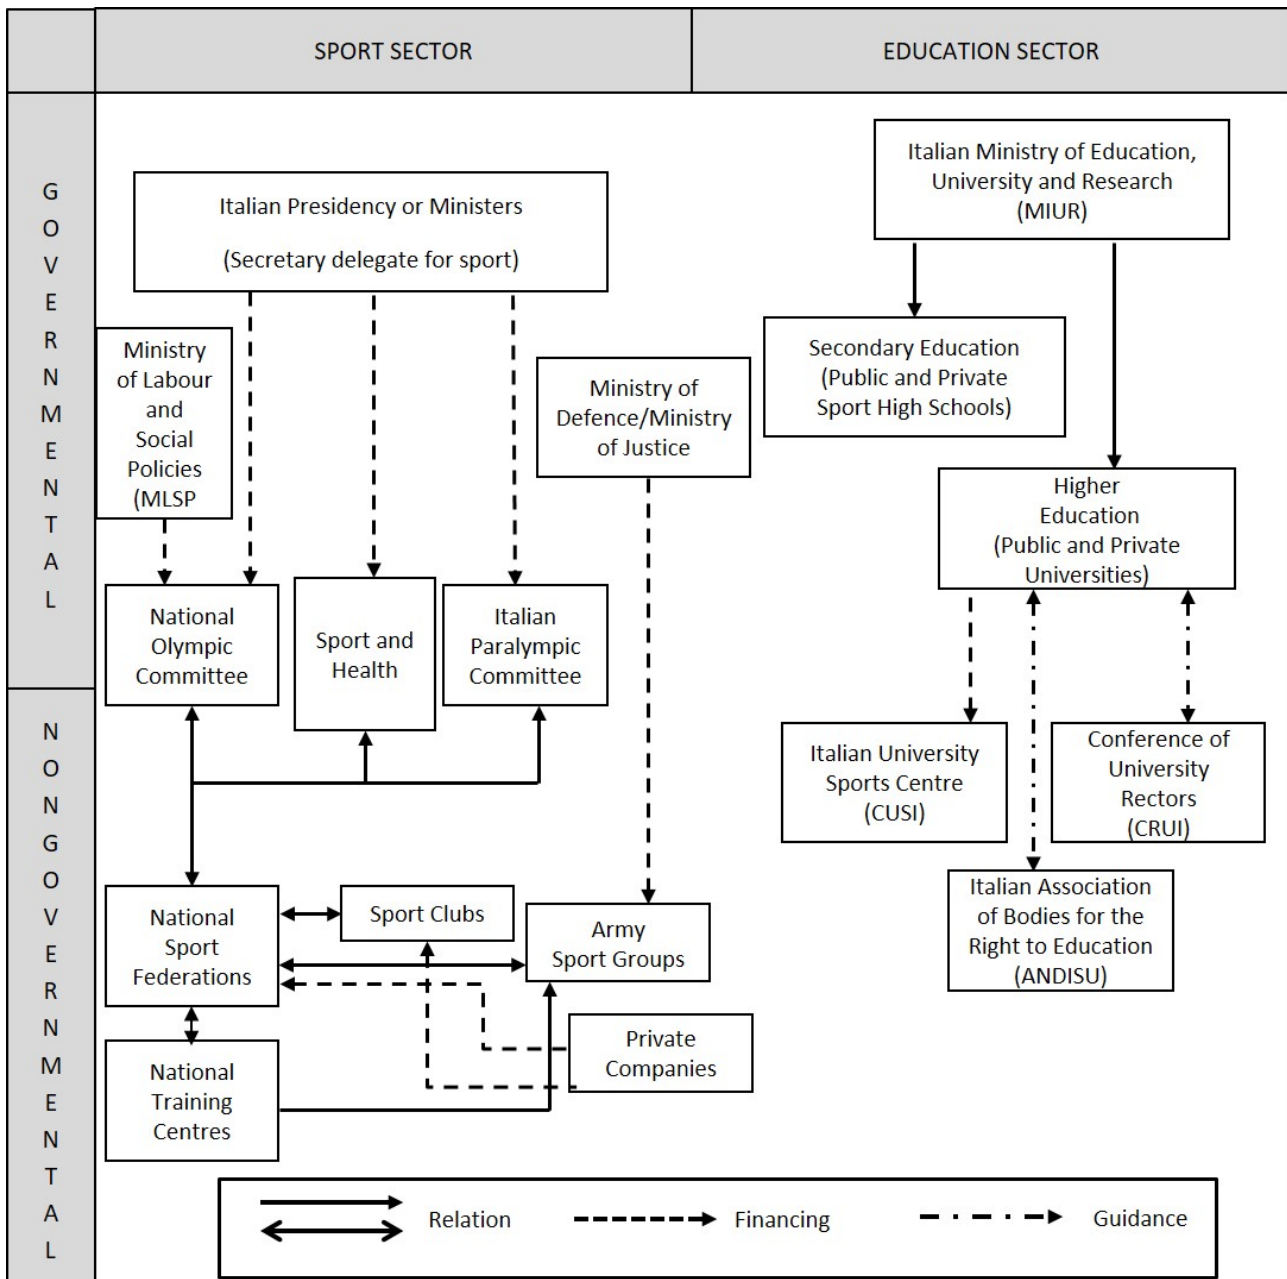 SPORT SECTOR
EDUCATION SECTOR
GOVERNMENTAL
Italian Presidency or Ministers
(Secretary delegate for sport)
Italian Ministry of Education,
University and Research
(MIUR)
Ministry
of Labour
and
Social
Policies
(MLSP
Ministry of
Defence/Ministry
of Justice
Secondary Education
(Public and Private
Sport High Schools)
Higher
Education
(Public and Private
Universities)
National
Olympic
Committee
Sport and
Health
Italian
Paralympic
Committee
NONGOVERNMENTAL
Italian University
Sports Centre
(CUSI)
Conference of
University
Rectors
(CRUI)
Italian Association
of Bodies for the
Right to Education
(ANDISU)
National
Sport
Federations
Sport Clubs
Army
Sport Groups
Private
Companies
National
Training
Centres
Relation
Financing
Guidance